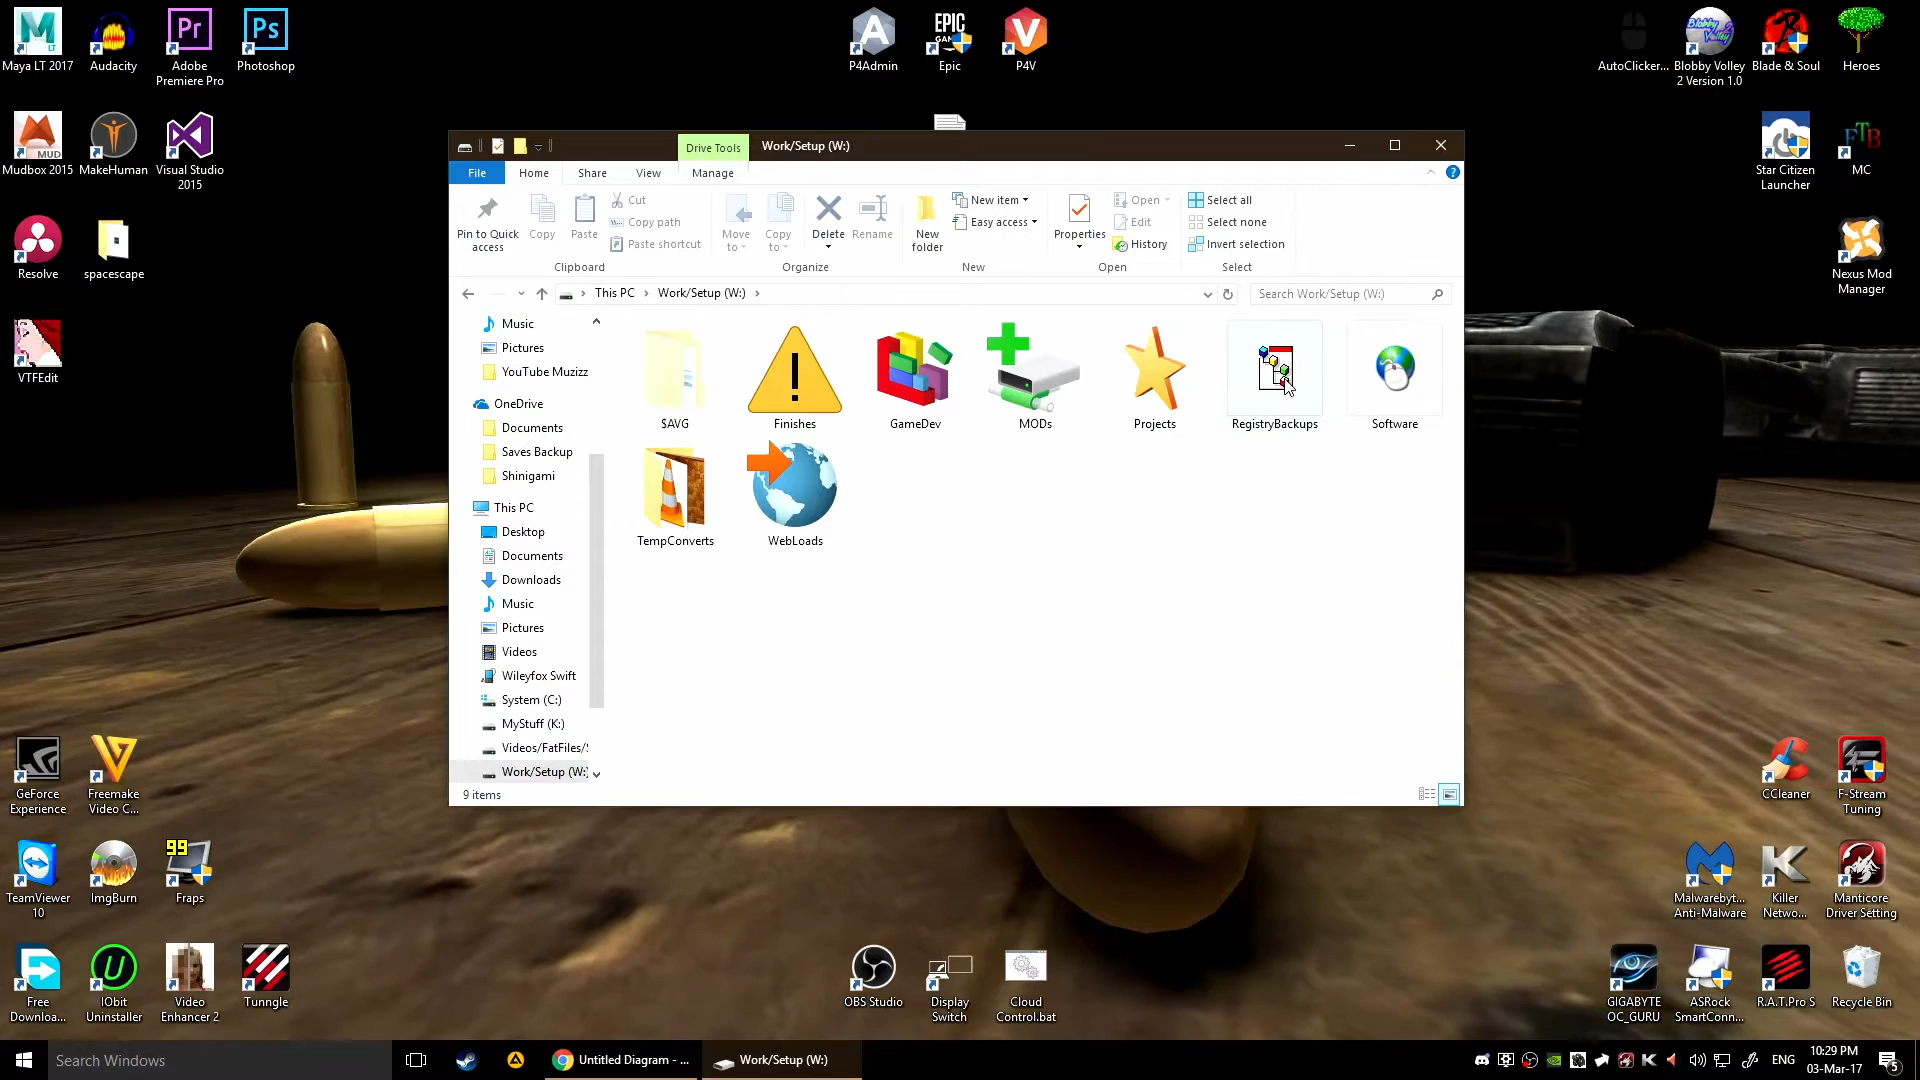 Maya LT 2017
Audacity
Adobe
Premiere Pro
Photoshop
P4Admin
Epic
P4V
AutoClicker...
Blobby Volley
2 Version 1.0
Blade & Soul
Heroes
Mudbox 2015
MakeHuman
Visual Studio
2015
Star Citizen
Launcher
MC
Resolve
spacescape
Nexus Mod
Manager
VTFEdit
Drive Tools
Work/Setup (W:)
File
Home
Share
View
Manage
Pin to Quick
access
Copy
Paste
Cut
Copy path
Paste shortcut
Clipboard
Move
to
Copy
to
Delete
Rename
Organize
New
folder
New item
Easy access
New
Properties
Open
Edit
History
Open
Select all
Select none
Invert selection
Select
This PC
Work/Setup (W:)
Search Work/Setup (W:)
Music
Pictures
YouTube Muzizz
OneDrive
Documents
Saves Backup
Shinigami
This PC
Desktop
Documents
Downloads
Music
Pictures
Videos
Wileyfox Swift
System (C:)
MyStuff (K:)
Videos/FatFiles/
Work/Setup (W:)
$AVG
Finishes
GameDev
MODs
Projects
RegistryBackups
Software
TempConverts
WebLoads
9 items
GeForce
Experience
Freemake
Video C...
CCleaner
F-Stream
Tuning
TeamViewer
10
ImgBurn
99
Fraps
Malwarebyt...
Anti-Malware
Killer
Netwo...
Manticore
Driver Setting
Free
Downloa...
IObit
Uninstaller
Video
Enhancer 2
Tunngle
OBS Studio
Display
Switch
Cloud
Control.bat
GIGABYTE
OC_GURU
ASRock
SmartConn...
R.A.T.Pro S
Recycle Bin
Search Windows
Untitled Diagram - ...
Work/Setup (W:)
ENG
10:29 PM
03-Mar-17
5